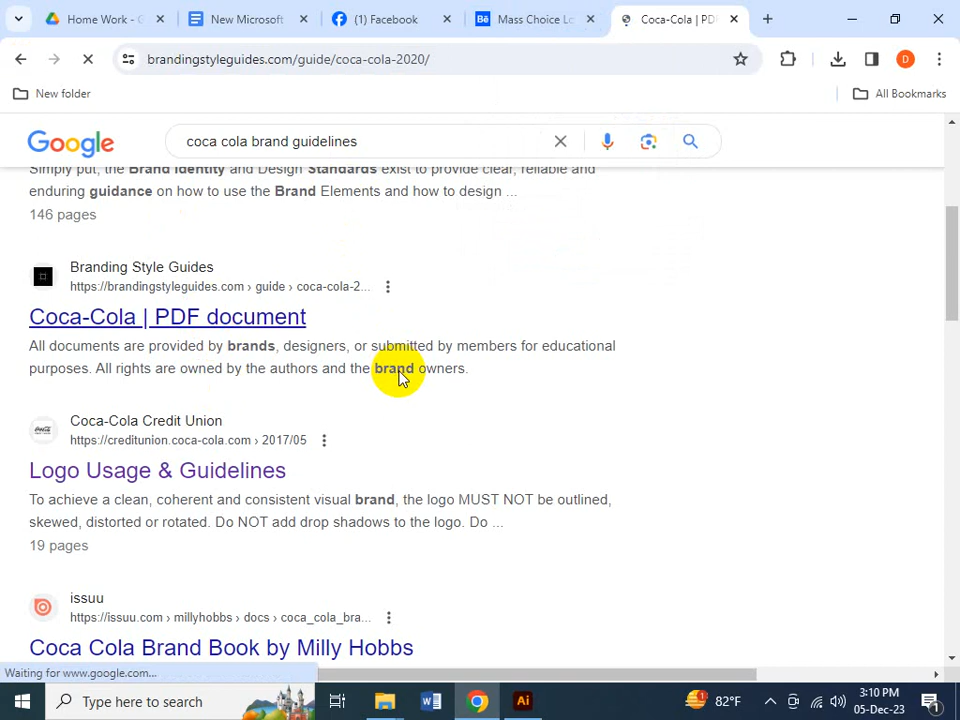 Home Work - G
New Microsoft
(1) Facebook
Mass Choice Lo
Coca-Cola | PD
brandingstyleguides.com/guide/coca-cola-2020/
D
New folder
All Bookmarks
Google
coca cola brand guidelines
Simply put, the Brand Identity and Design Standards exist to provide clear, reliable and
enduring guidance on how to use the Brand Elements and how to design ...
146 pages
Branding Style Guides
https://brandingstyleguides.com › guide › coca-cola-2...
Coca-Cola | PDF document
All documents are provided by brands, designers, or submitted by members for educational
purposes. All rights are owned by the authors and the brand owners.
Coca-Cola Credit Union
https://creditunion.coca-cola.com › 2017/05
Logo Usage & Guidelines
To achieve a clean, coherent and consistent visual brand, the logo MUST NOT be outlined,
skewed, distorted or rotated. Do NOT add drop shadows to the logo. Do ...
19 pages
issuu
https://issuu.com › millyhobbs › docs › coca_cola_bra...
Coca Cola Brand Book by Milly Hobbs
Waiting for www.google.com...
Type here to search
Ai
82°F
3:10 PM
05-Dec-23